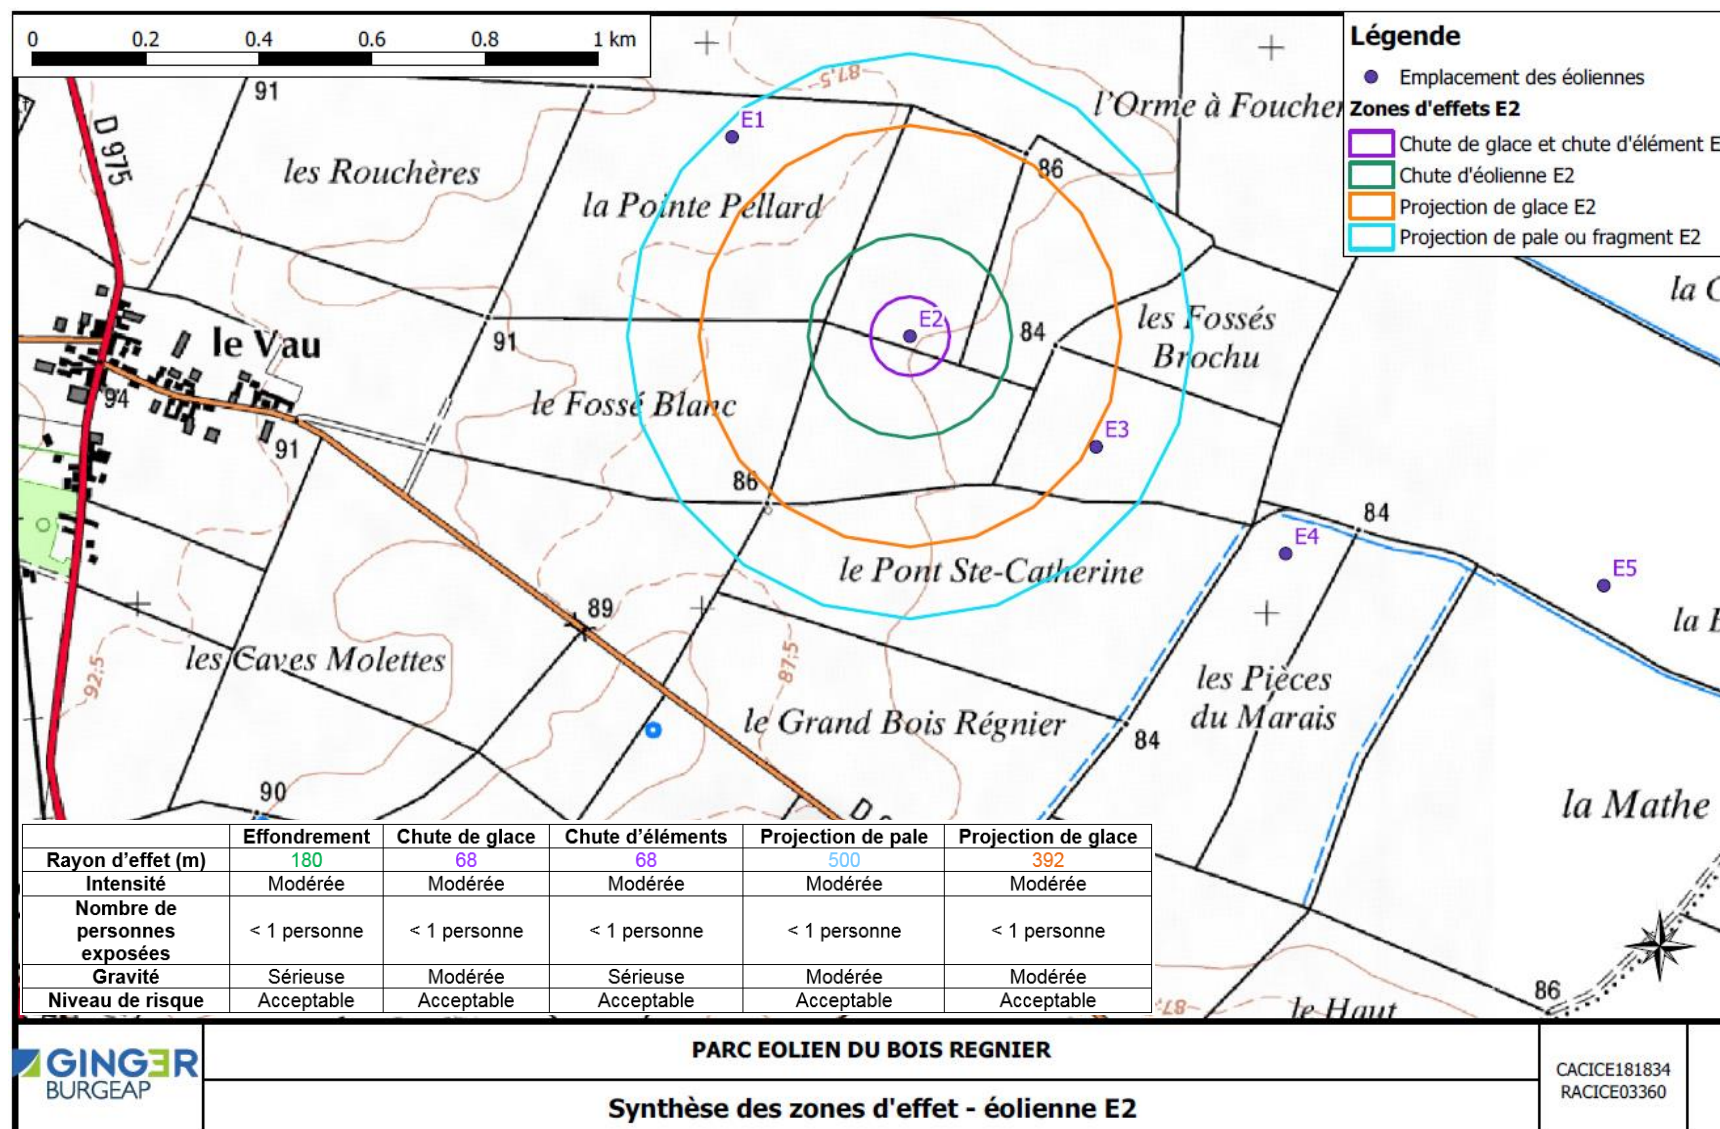 0 0.2 0.4 0.6 0.8 1 km
Légende
Emplacement des éoliennes
Zones d'effets E2
Chute de glace et chute d'élément E
Chute d'éolienne E2
Projection de glace E2
Projection de pale ou fragment E2
91
87,5
l'Orme à Foucher
E1
D 975
86
les Rouchères
la Pointe Pellard
la C
E2
84
les Fossés
Brochu
91
le Vau
94
le Fossé Blanc
E3
91
86
84
E4
le Pont Ste-Catherine
E5
89
la B
les Caves Molettes
92,5
87,5
les Pièces
du Marais
le Grand Bois Régnier
84
90
D
la Mathe
Effondrement Chute de glace Chute d'éléments Projection de pale Projection de glace
Rayon d'effet (m) 180 68 68 500 392
Intensité Modérée Modérée Modérée Modérée Modérée
Nombre de
personnes
exposées
< 1 personne < 1 personne < 1 personne < 1 personne < 1 personne
Gravité Sérieuse Modérée Sérieuse Modérée Modérée
Niveau de risque Acceptable Acceptable Acceptable Acceptable Acceptable
86
le Haut
GINGER
BURGEAP
PARC EOLIEN DU BOIS REGNIER
Synthèse des zones d'effet - éolienne E2
CACICE181834
RACICE03360